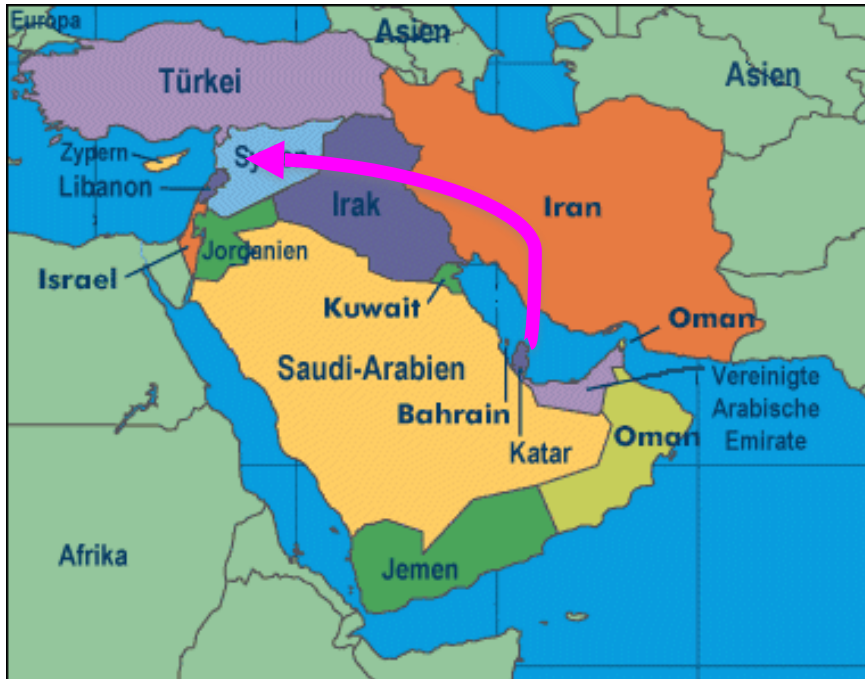 Europa
Asien
Türkei
Asien
Zypern
Libanon
Irak
Iran
Jordanien
Israel
Kuwait
Oman
Saudi-Arabien
Vereinigte
Arabische
Emirate
Bahrain
Oman
Katar
Afrika
Jemen